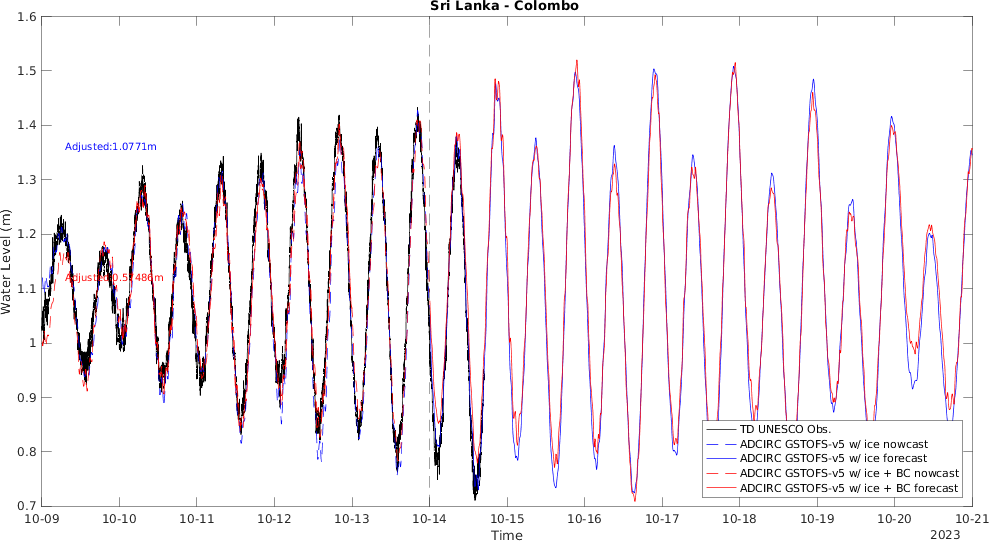 Sri Lanka - Colombo
1.6
1.5
1.4
1.3
1.2
1.1
1
0.9
0.8
0.7
Water Level (m)
Adjusted:1.0771m
Adjusted:0.52486m
TD UNESCO Obs.
ADCIRC GSTOFS-v5 w/ ice nowcast
ADCIRC GSTOFS-v5 w/ ice forecast
ADCIRC GSTOFS-v5 w/ ice + BC nowcast
ADCIRC GSTOFS-v5 w/ ice + BC forecast
10-09 10-10 10-11 10-12 10-13 10-14 10-15 10-16 10-17 10-18 10-19 10-20 10-21
Time
2023